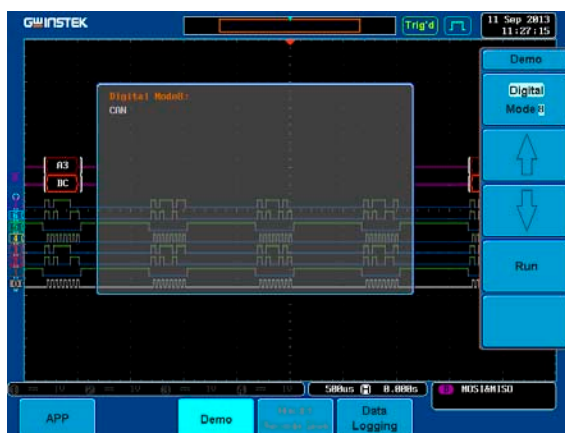 GWINSTEK
Trig'd
11 Sep 2013
11:27:15
Demo
Digital
Mode 8
Digital Mode8:
CAN
A3
BC
Run
500us H 0.000s
B MOSI&MISO
APP
Demo
Data
Logging